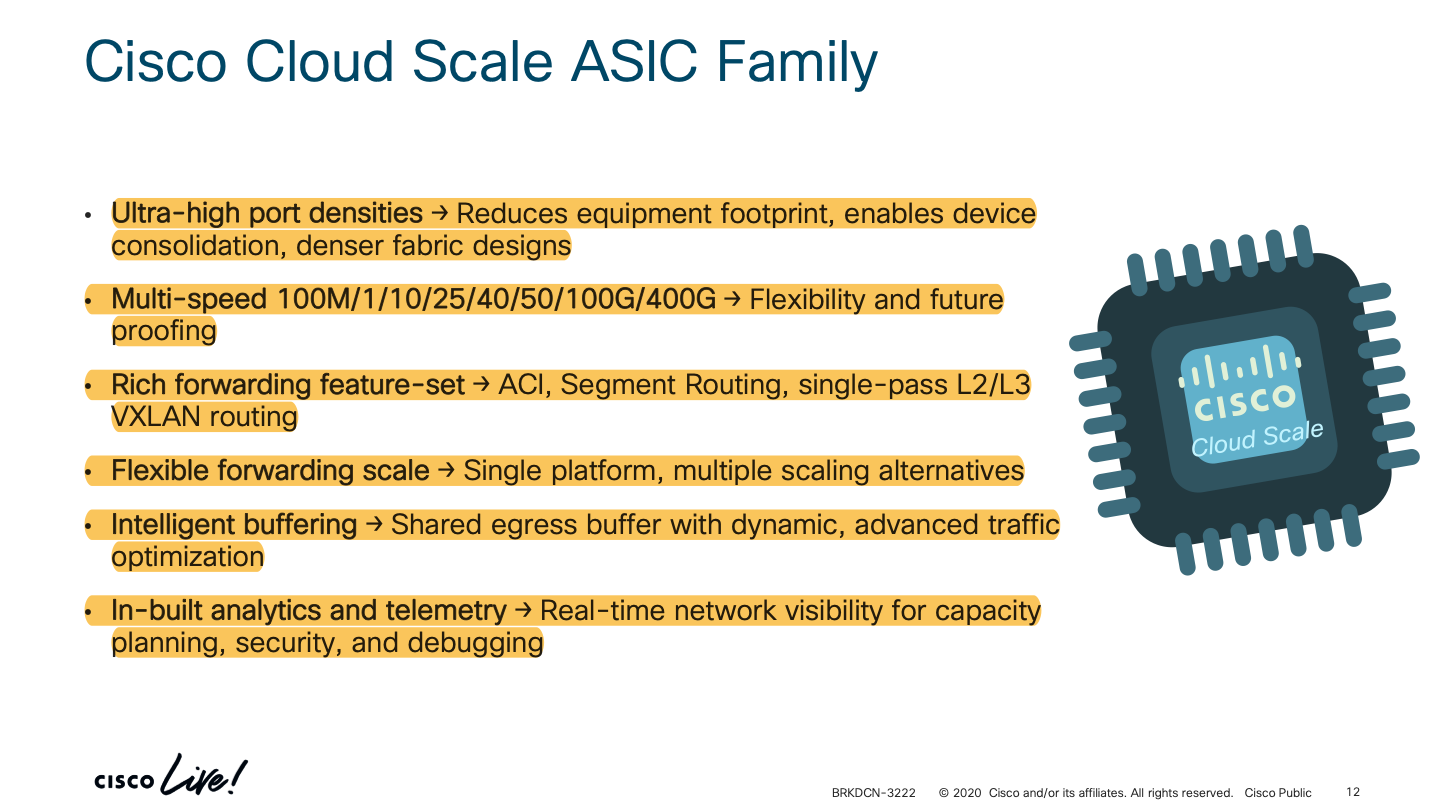 Cisco Cloud Scale ASIC Family
• Ultra-high port densities → Reduces equipment footprint, enables device
consolidation, denser fabric designs
• Multi-speed 100M/1/10/25/40/50/100G/400G → Flexibility and future
proofing
• Rich forwarding feature-set → ACI, Segment Routing, single-pass L2/L3
VXLAN routing
• Flexible forwarding scale → Single platform, multiple scaling alternatives
• Intelligent buffering → Shared egress buffer with dynamic, advanced traffic
optimization
• In-built analytics and telemetry → Real-time network visibility for capacity
planning, security, and debugging
CISCO
Cloud Scale
CISCO Live!
BRKDCN-3222 © 2020 Cisco and/or its affiliates. All rights reserved. Cisco Public 12